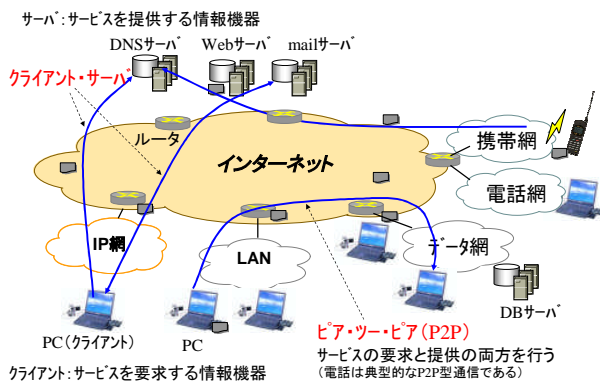 サーバ:サービスを提供する情報機器
DNSサーバ
Webサーバ
mailサーバ
クライアント・サーバ
ルータ
インターネット
携帯網
電話網
IP網
LAN
データ網
DBサーバ
PC(クライアント)
PC
ピア・ツー・ピア(P2P)
サービスの要求と提供の両方を行う
(電話は典型的なP2P型通信である)
クライアント:サービスを要求する情報機器